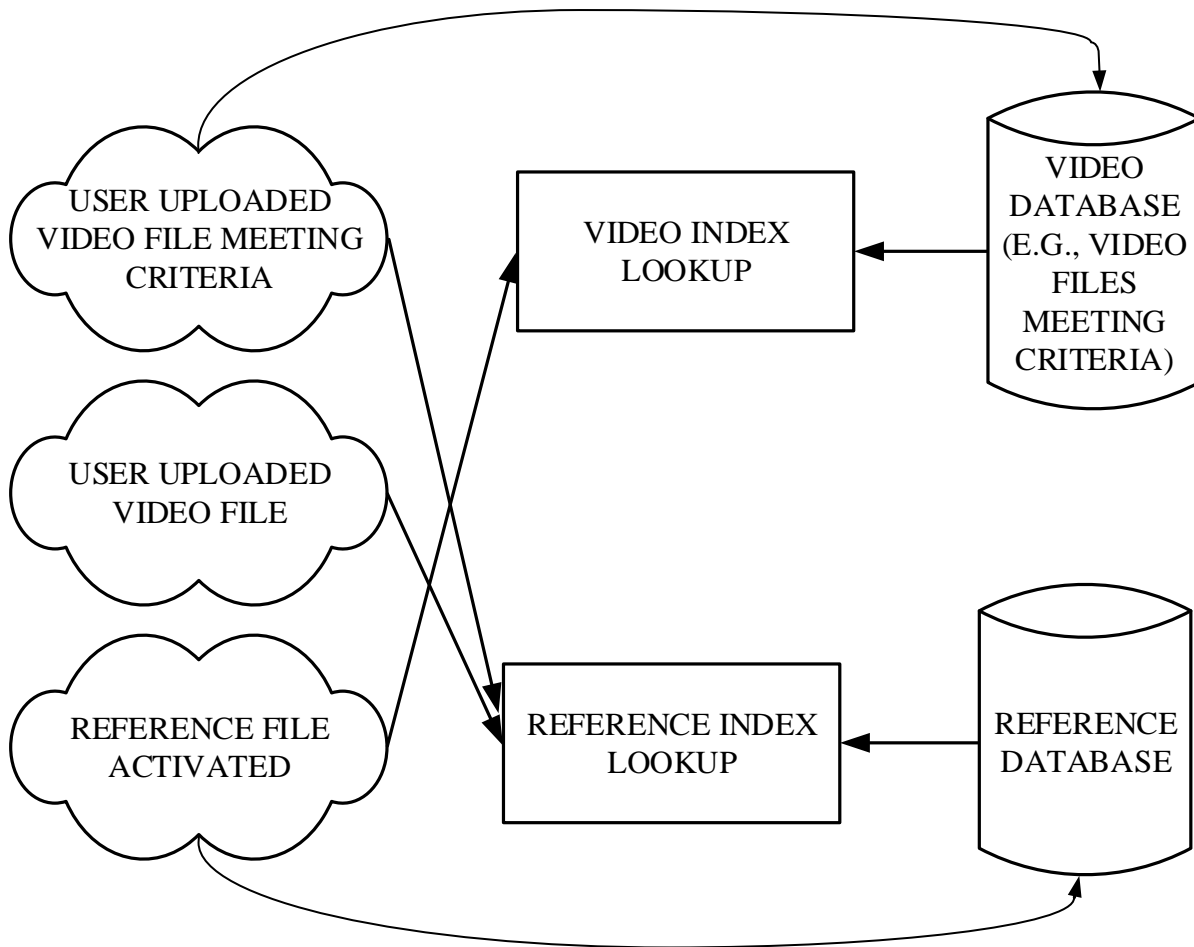 USER UPLOADED
VIDEO FILE MEETING
CRITERIA
VIDEO INDEX
LOOKUP
VIDEO
DATABASE
(E.G., VIDEO
FILES
MEETING
CRITERIA)
USER UPLOADED
VIDEO FILE
REFERENCE FILE
ACTIVATED
REFERENCE INDEX
LOOKUP
REFERENCE
DATABASE